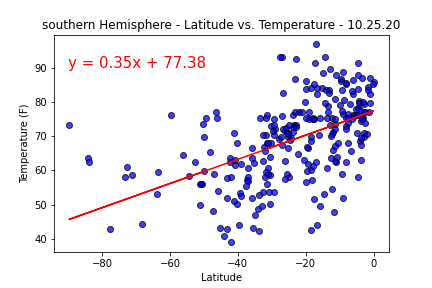 southern Hemisphere - Latitude vs. Temperature - 10.25.20
y = 0.35x + 77.38
90
80
70
60
50
40
Temperature (F)
−80 −60 −40 −20 0
Latitude